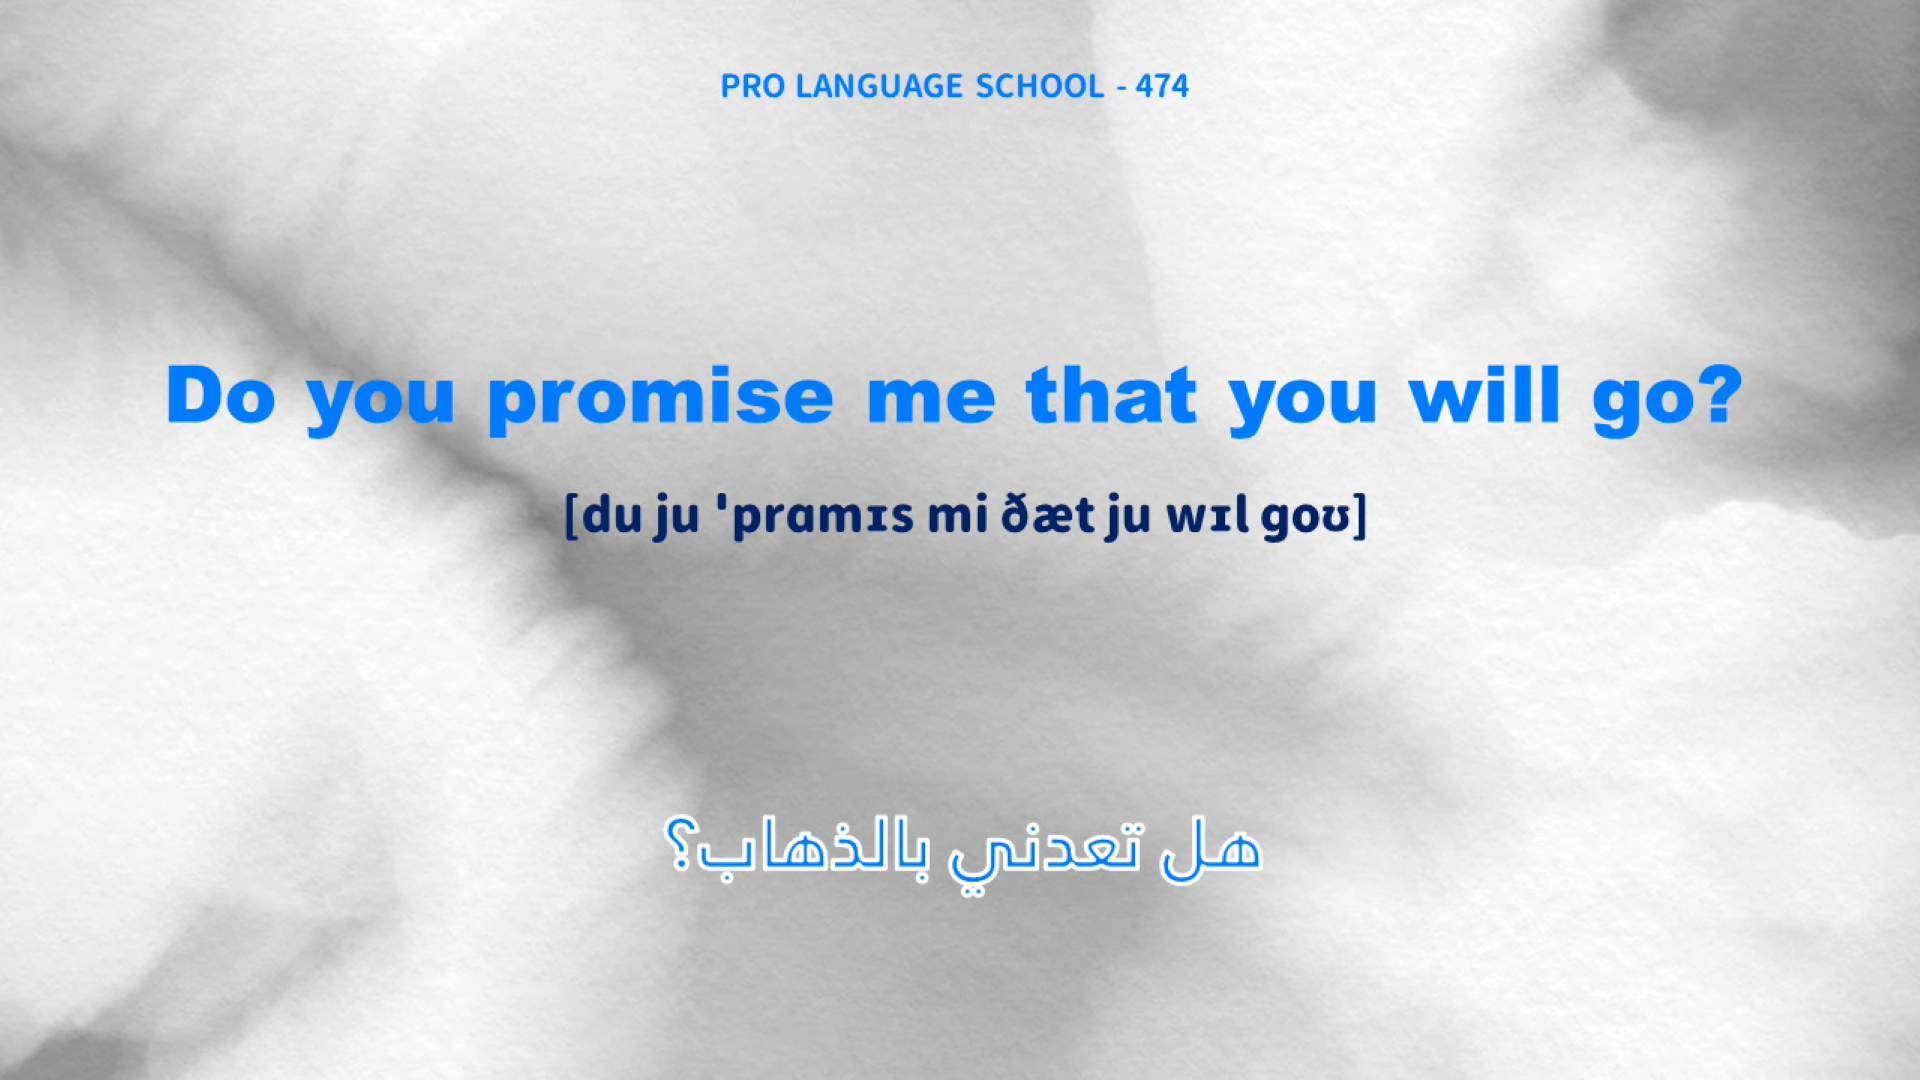 PRO LANGUAGE SCHOOL - 474
Do you promise me that you will go?
[du ju ˈprɑmɪs mi ðæt ju wɪl goʊ]
هل تعدني بالذهاب؟